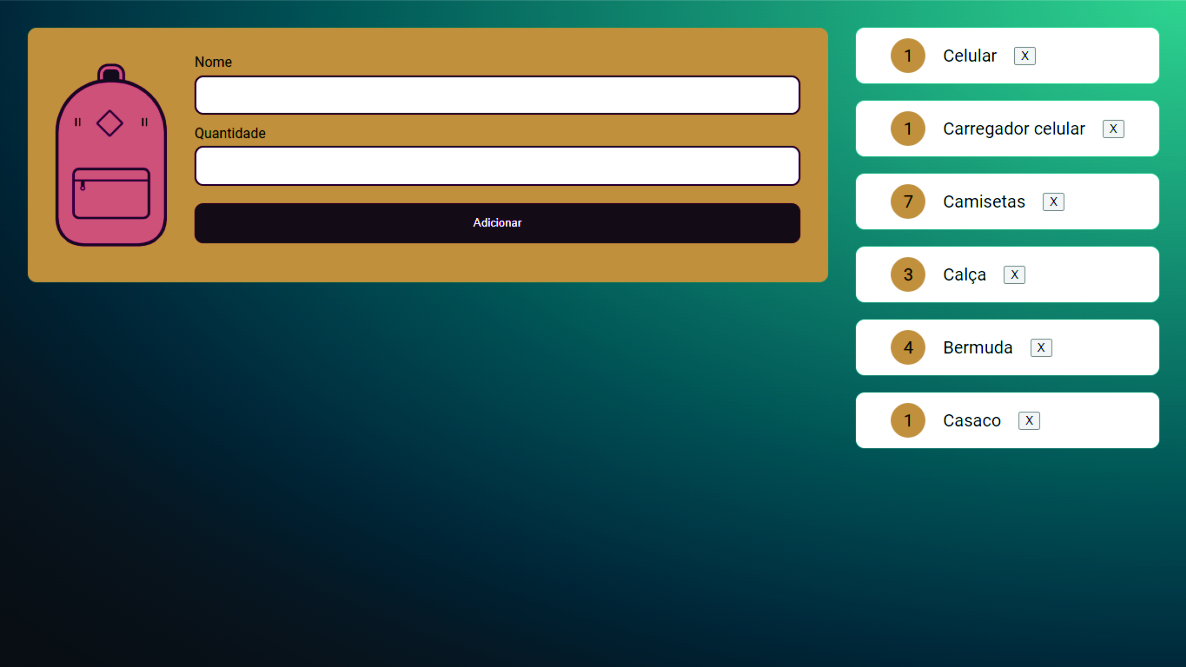 Nome
Quantidade
Adicionar
1 Celular X
1 Carregador celular X
7 Camisetas X
3 Calça X
4 Bermuda X
1 Casaco X